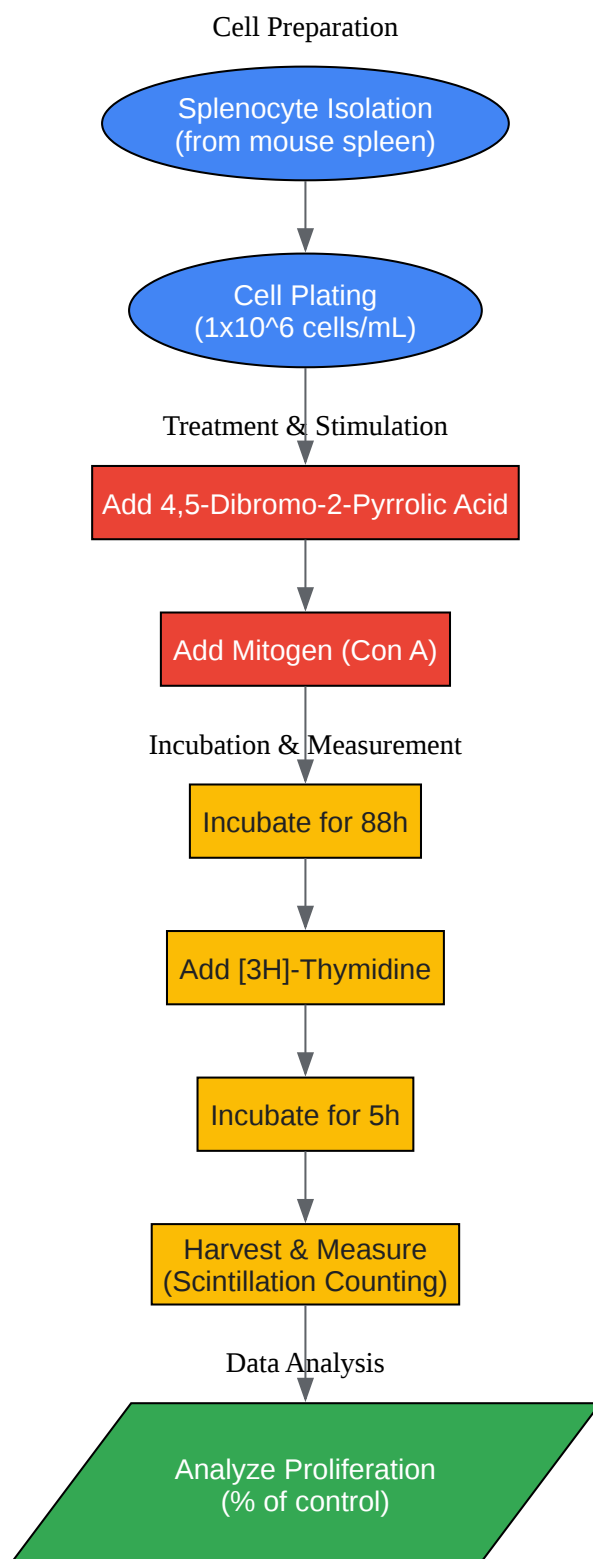 Cell Preparation
Splenocyte Isolation
(from mouse spleen)
Cell Plating
(1x10^6 cells/mL)
Treatment & Stimulation
Add 4,5-Dibromo-2-Pyrrolic Acid
Add Mitogen (Con A)
Incubation & Measurement
Incubate for 88h
Add [3H]-Thymidine
Incubate for 5h
Harvest & Measure
(Scintillation Counting)
Data Analysis
Analyze Proliferation
(% of control)